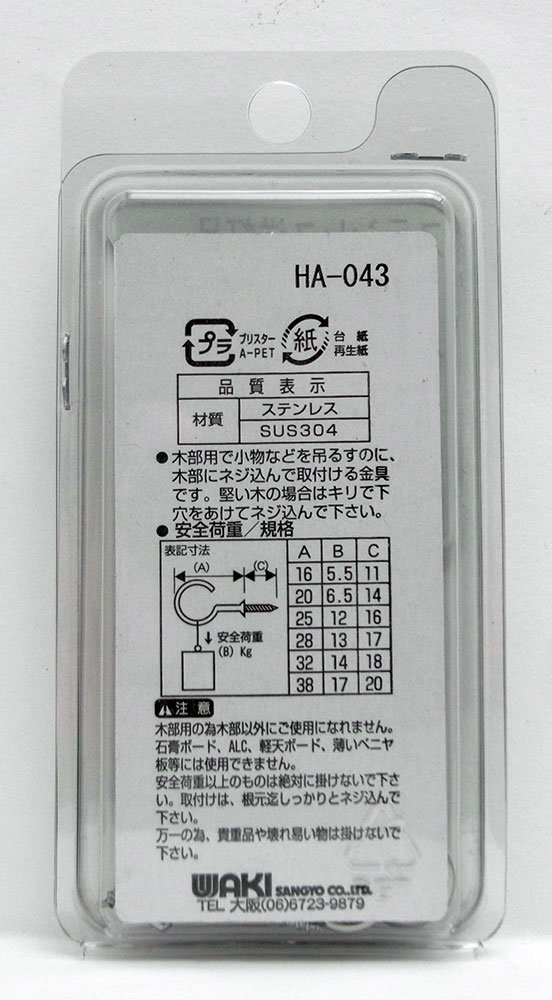 HA-043
プラ
ブリスター
A-PET
紙
台 紙
再生紙
品 質 表 示
材質 ステンレス
SUS304
●木部用で小物などを吊るすのに、
木部にネジ込んで取付ける金具
です。堅い木の場合はキリで下
穴をあけてネジ込んで下さい。
●安全荷重/規格
表記寸法
(A) (C)
安全荷重
(B) Kg
A B C
16 5.5 11
20 6.5 14
25 12 16
28 13 17
32 14 18
38 17 20
注 意
木部用の為木部以外にご使用になれません。
石膏ボード、ALC、軽天ボード、薄いベニヤ
板等には使用できません。
安全荷重以上のものは絶対に掛けないで下さ
い。取付けは、根元迄しっかりとネジ込んで
下さい。
万一の為、貴重品や壊れ易い物は掛けないで
下さい。
WAKI SANGYO CO.,LTD.
TEL 大阪(06)6723-9879